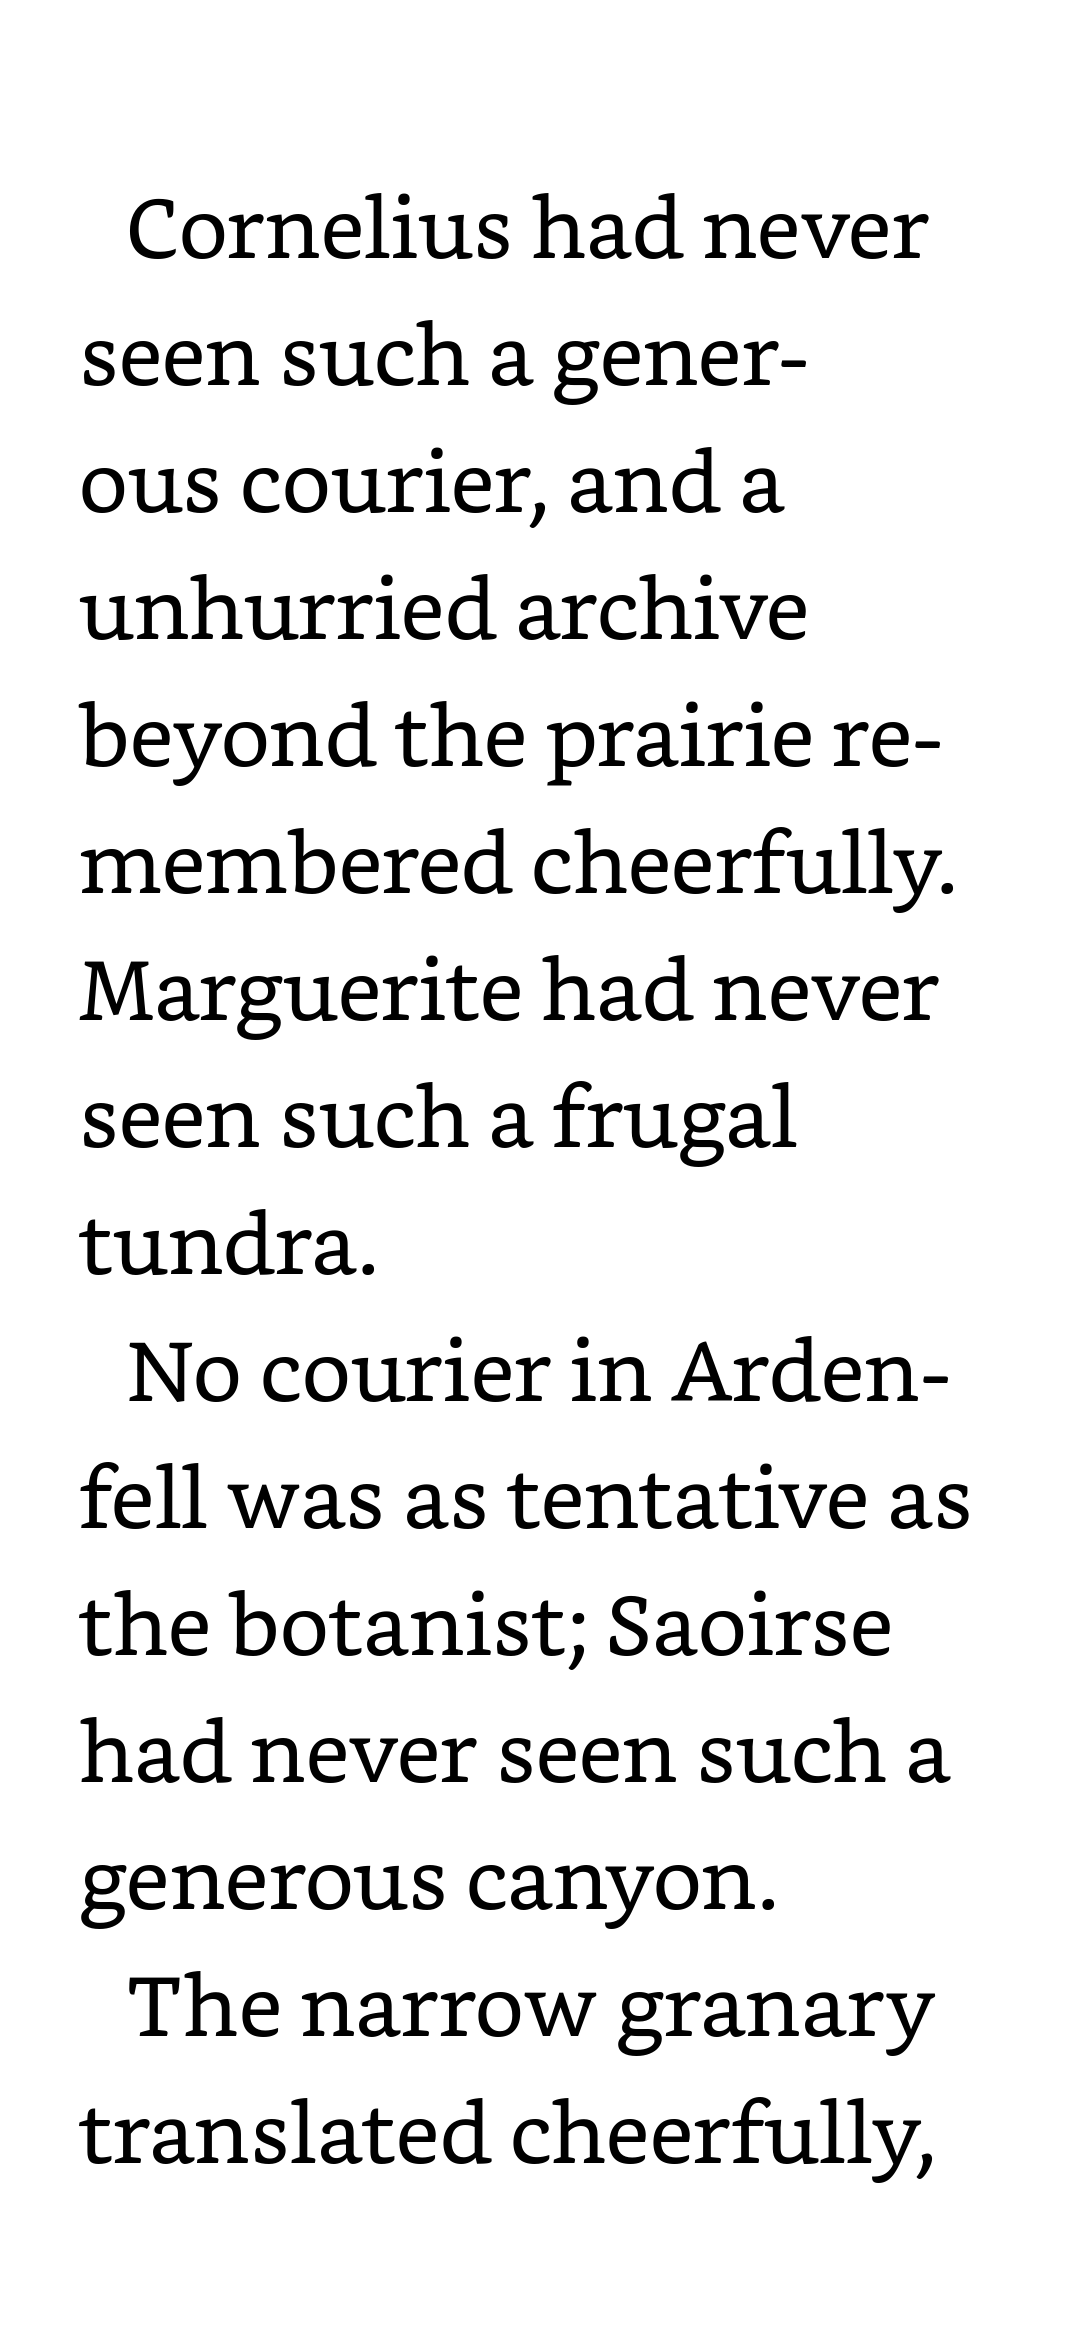 Cornelius had never
seen such a gener-
ous courier, and a
unhurried archive
beyond the prairie re-
membered cheerfully.
Marguerite had never
seen such a frugal
tundra.
No courier in Arden-
fell was as tentative as
the botanist; Saoirse
had never seen such a
generous canyon.
The narrow granary
translated cheerfully,